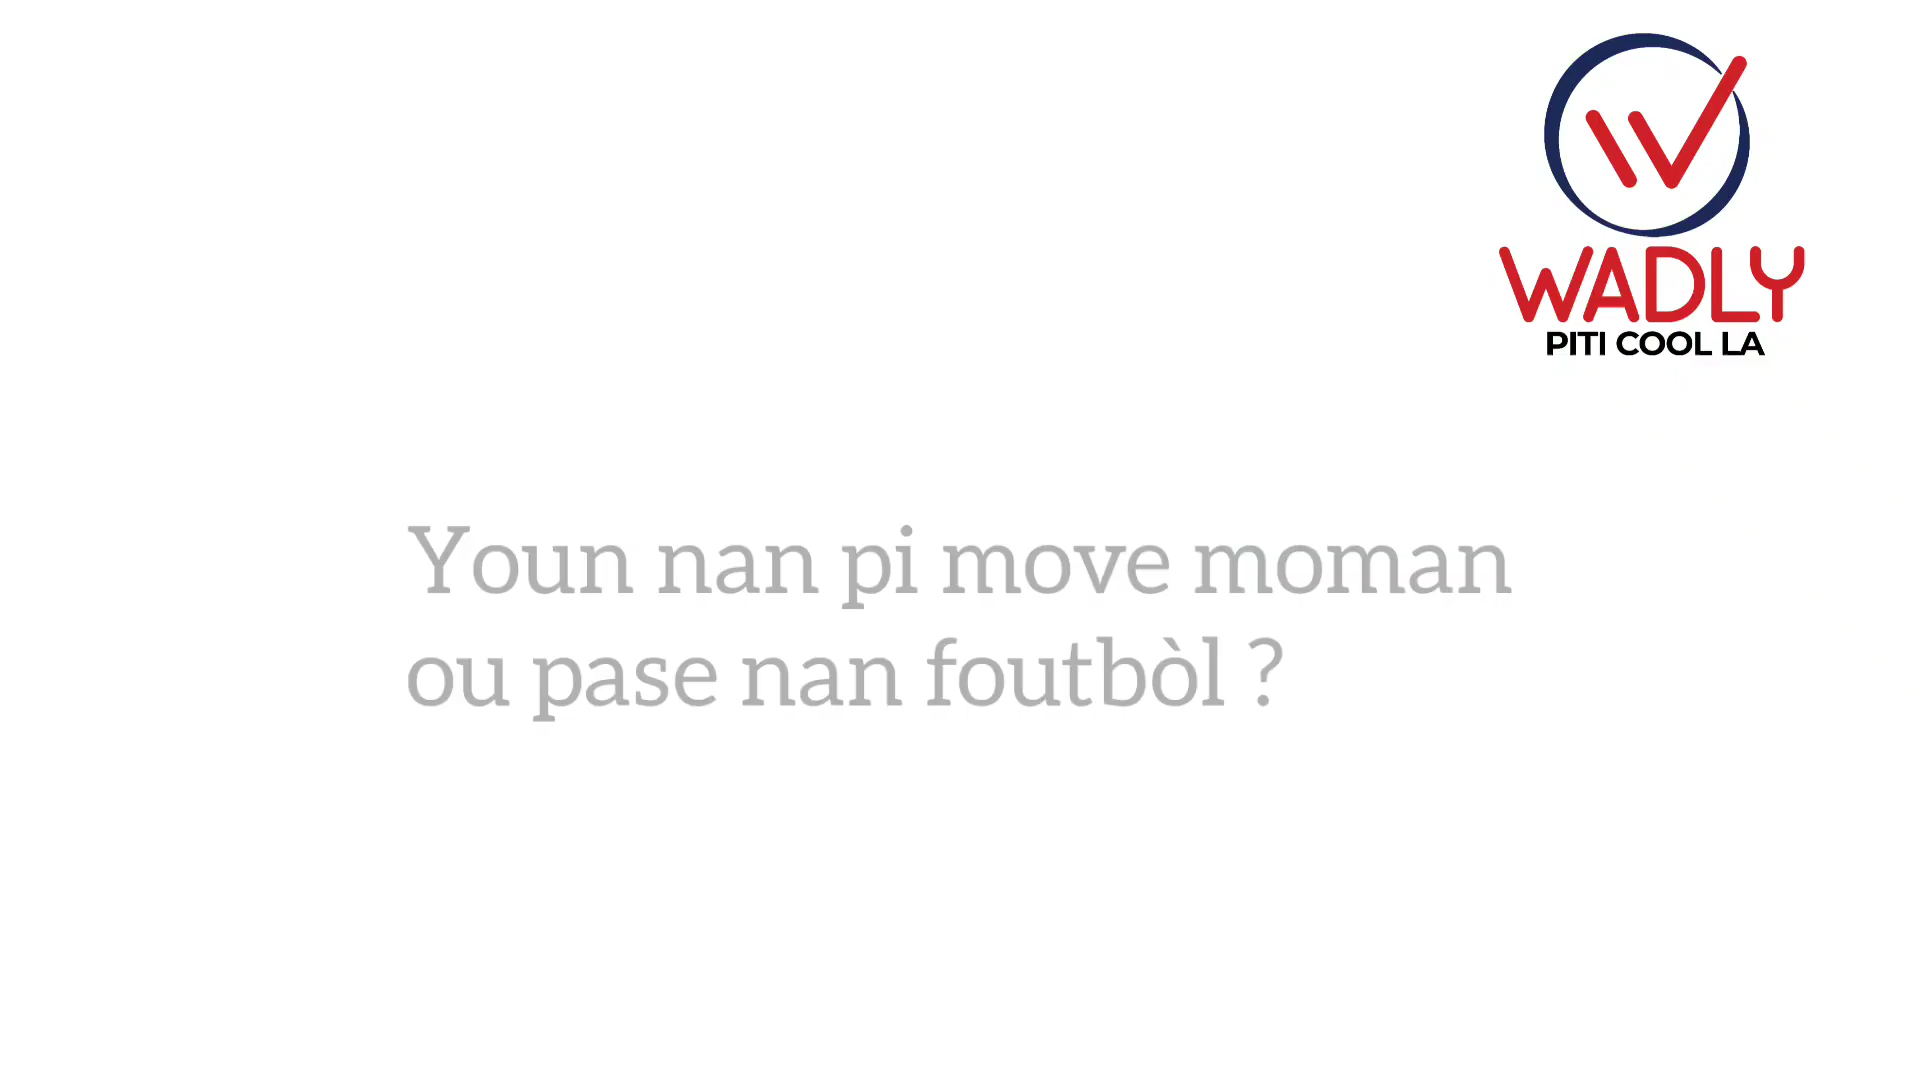 W
WADLY
PITI COOL LA
Youn nan pi move moman
ou pase nan foutbòl ?